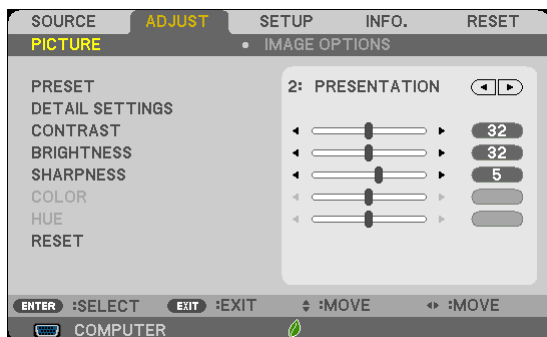 SOURCE ADJUST SETUP INFO. RESET
PICTURE • IMAGE OPTIONS
PRESET 2: PRESENTATION
DETAIL SETTINGS
CONTRAST 32
BRIGHTNESS 32
SHARPNESS 5
COLOR
HUE
RESET
ENTER :SELECT EXIT :EXIT :MOVE :MOVE
COMPUTER